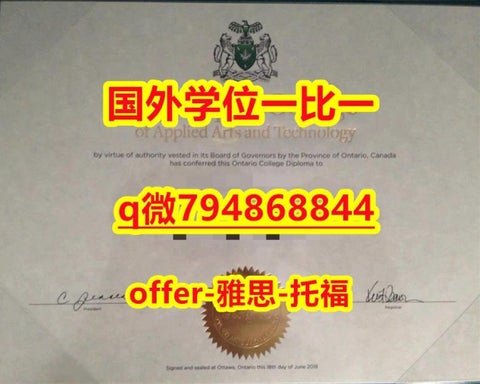 国外学位一比一
of Applied Arts and Technology
by virtue of authority vested in its Board of Governors by the Province of Ontario, Canada
has conferred this Ontario College Diploma to
q微794868844
offer-雅思-托福
President
Registrar
Signed and sealed at Ottawa, Ontario this 18th day of June 2018